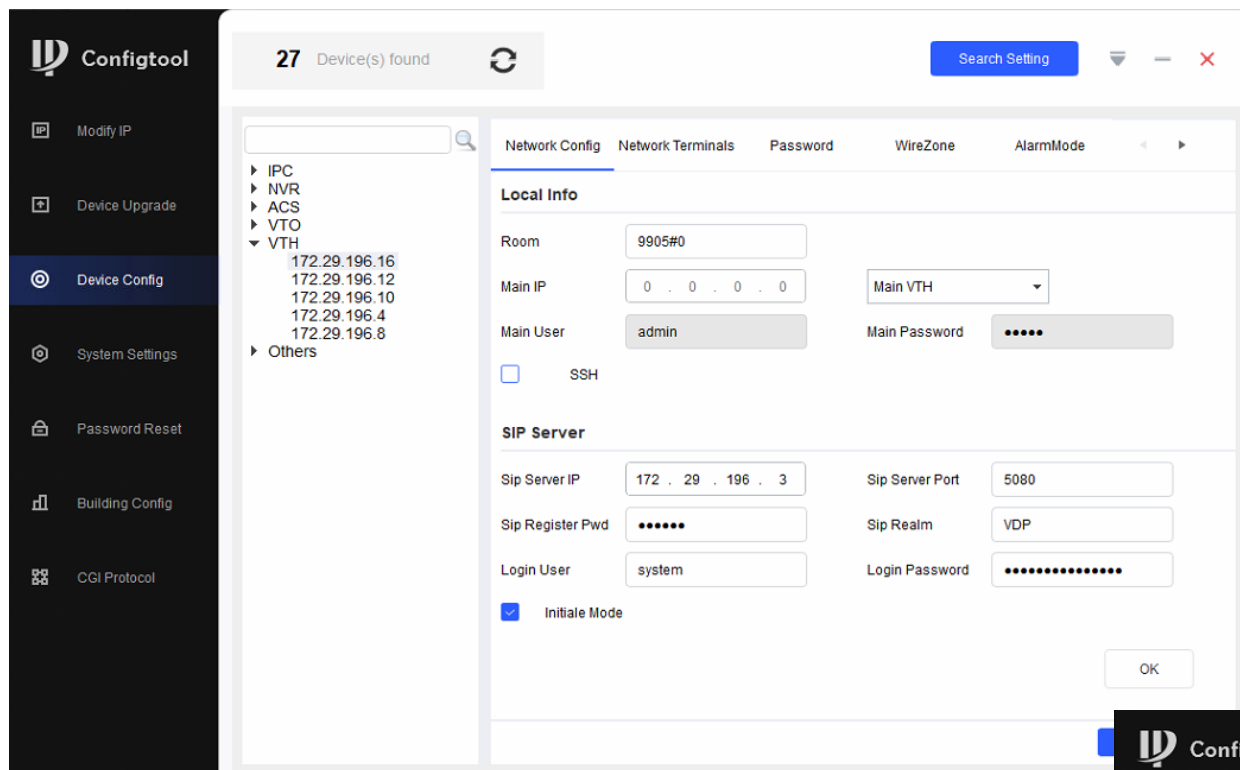 Configtool
27 Device(s) found
Search Setting
Modify IP
Device Upgrade
Device Config
System Settings
Password Reset
Building Config
CGI Protocol
IPC
NVR
ACS
VTO
VTH
172.29.196.16
172.29.196.12
172.29.196.10
172.29.196.4
172.29.196.8
Others
Network Config Network Terminals Password WireZone AlarmMode
Local Info
Room 9905#0
Main IP 0 . 0 . 0 . 0 Main VTH
Main User admin Main Password •••••
SSH
SIP Server
Sip Server IP 172 . 29 . 196 . 3 Sip Server Port 5080
Sip Register Pwd •••••• Sip Realm VDP
Login User system Login Password •••••••••••••••
Initiale Mode
OK
Confi